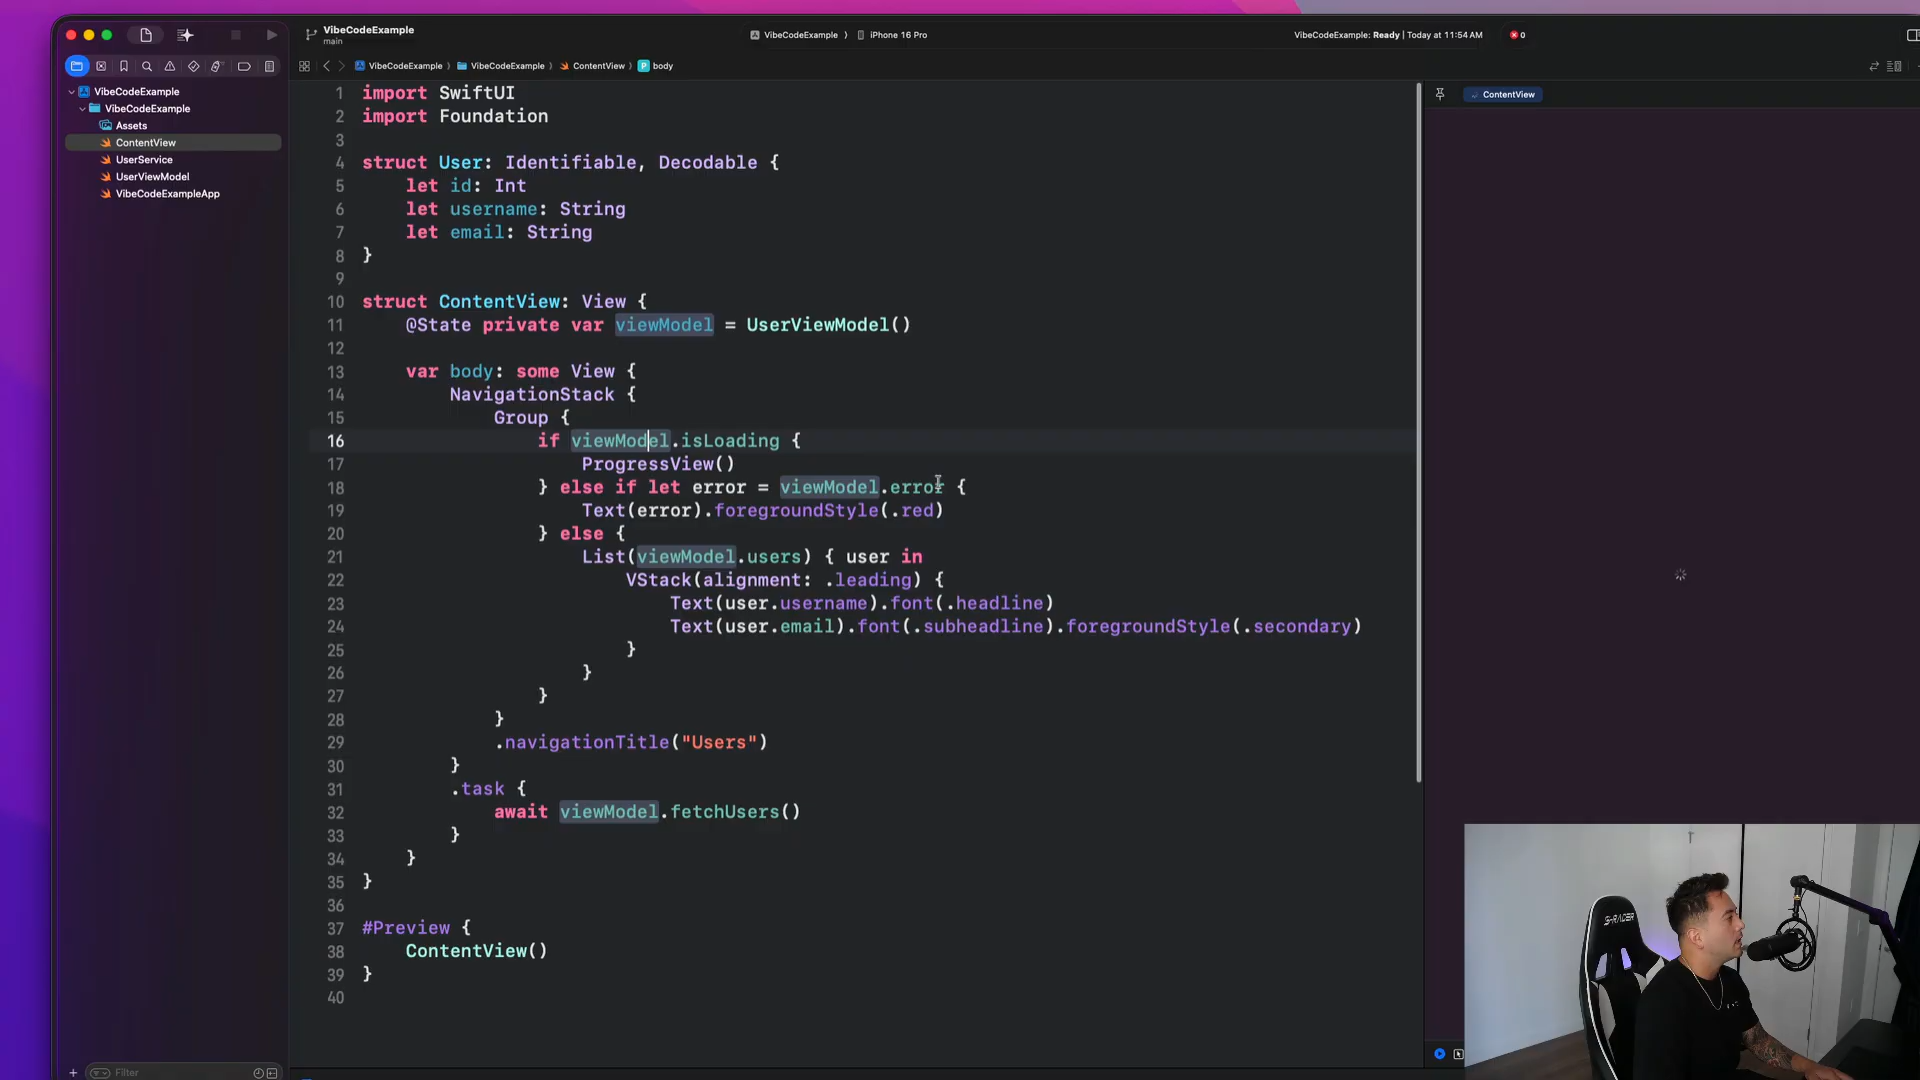 VibeCodeExample
main
VibeCodeExample
iPhone 16 Pro
VibeCodeExample: Ready | Today at 11:54 AM
0
VibeCodeExample
VibeCodeExample
ContentView
body
VibeCodeExample
VibeCodeExample
Assets
ContentView
UserService
UserViewModel
VibeCodeExampleApp
1 import SwiftUI
2 import Foundation
3
4 struct User: Identifiable, Decodable {
5     let id: Int
6     let username: String
7     let email: String
8 }
9
10 struct ContentView: View {
11     @State private var viewModel = UserViewModel()
12
13     var body: some View {
14         NavigationStack {
15             Group {
16                 if viewModel.isLoading {
17                     ProgressView()
18                 } else if let error = viewModel.error {
19                     Text(error).foregroundStyle(.red)
20                 } else {
21                     List(viewModel.users) { user in
22                         VStack(alignment: .leading) {
23                             Text(user.username).font(.headline)
24                             Text(user.email).font(.subheadline).foregroundStyle(.secondary)
25                         }
26                     }
27                 }
28             }
29             .navigationTitle("Users")
30         }
31         .task {
32             await viewModel.fetchUsers()
33         }
34     }
35 }
36
37 #Preview {
38     ContentView()
39 }
40
ContentView
Filter
S-RACER